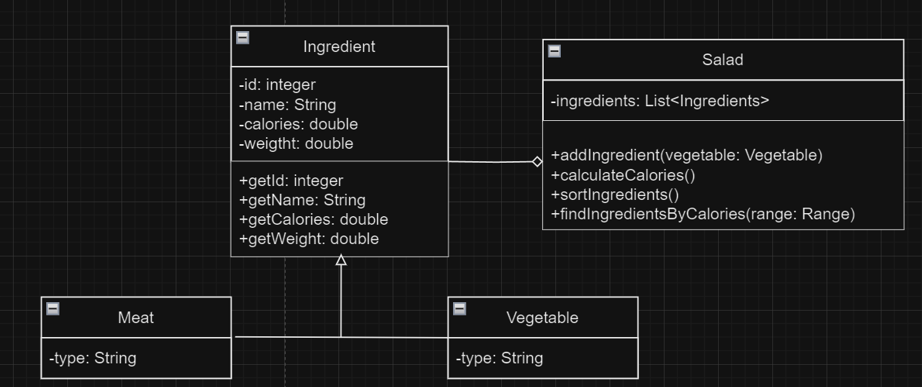 Ingredient
-id: integer
-name: String
-calories: double
-weigtht: double
+getId: integer
+getName: String
+getCalories: double
+getWeight: double
Salad
-ingredients: List<Ingredients>
+addIngredient(vegetable: Vegetable)
+calculateCalories()
+sortIngredients()
+findIngredientsByCalories(range: Range)
Meat
-type: String
Vegetable
-type: String